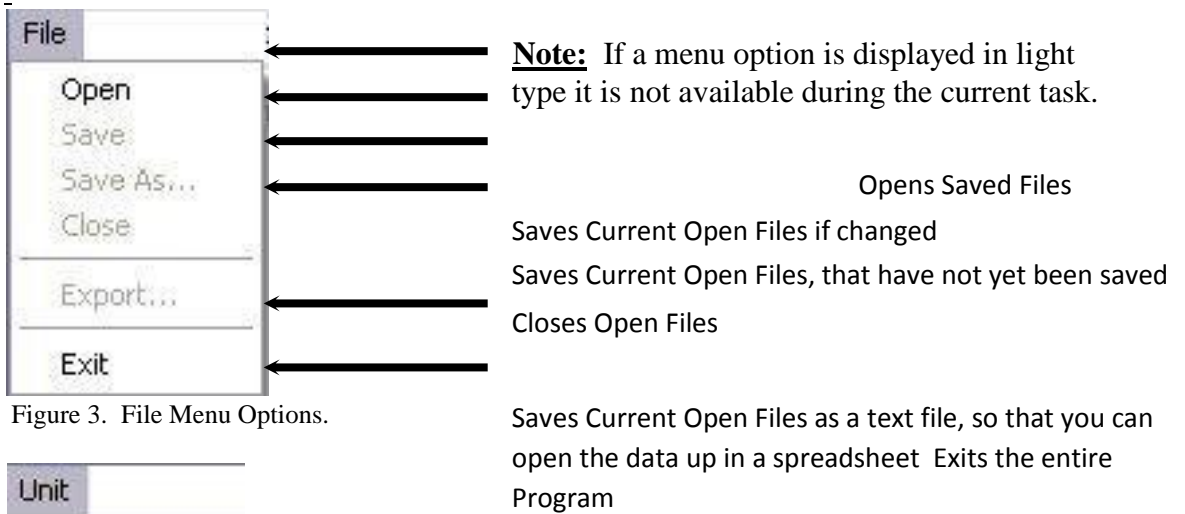 File
Open
Save
Save As...
Close
Export...
Exit
Figure 3.  File Menu Options.
Unit
Note:  If a menu option is displayed in light
type it is not available during the current task.
Opens Saved Files
Saves Current Open Files if changed
Saves Current Open Files, that have not yet been saved
Closes Open Files
Saves Current Open Files as a text file, so that you can
open the data up in a spreadsheet  Exits the entire
Program